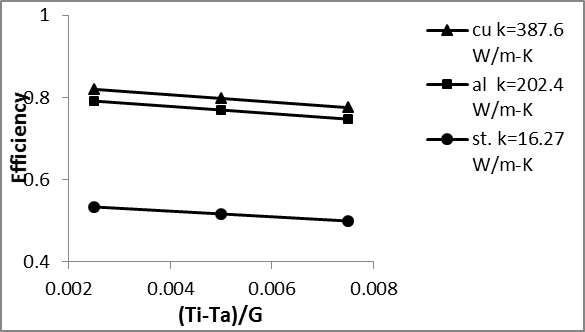 1
0.8
0.6
0.4
Efficiency
0.002
0.004
0.006
0.008
(Ti-Ta)/G
cu k=387.6
W/m-K
al  k=202.4
W/m-K
st. k=16.27
W/m-K